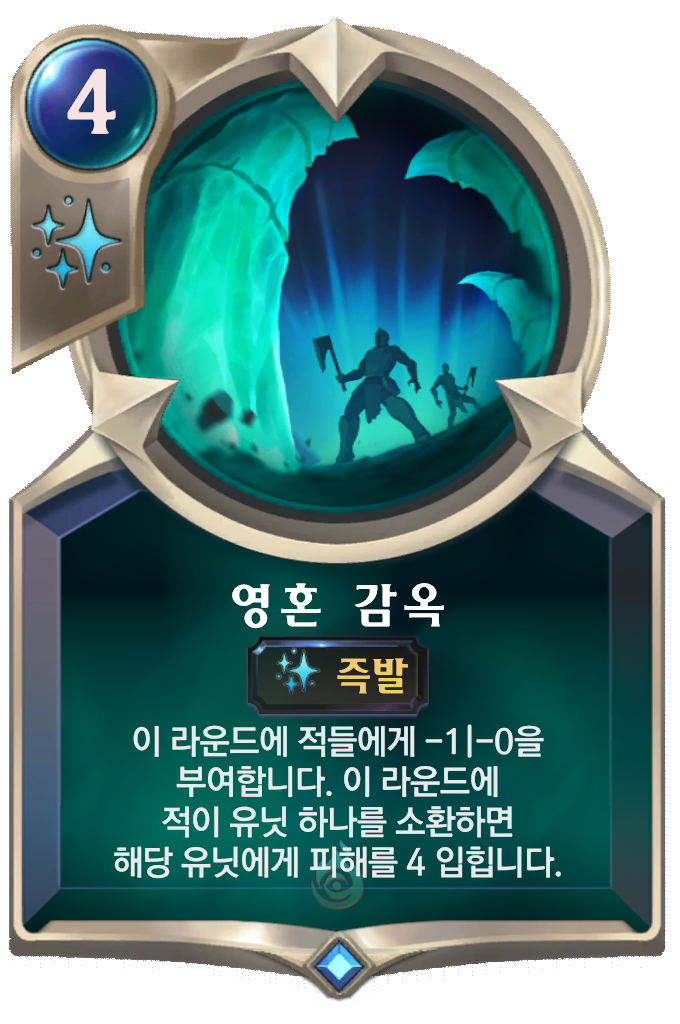 4
영혼 감옥
즉발
이 라운드에 적들에게 -1|-0을
부여합니다. 이 라운드에
적이 유닛 하나를 소환하면
해당 유닛에게 피해를 4 입힙니다.